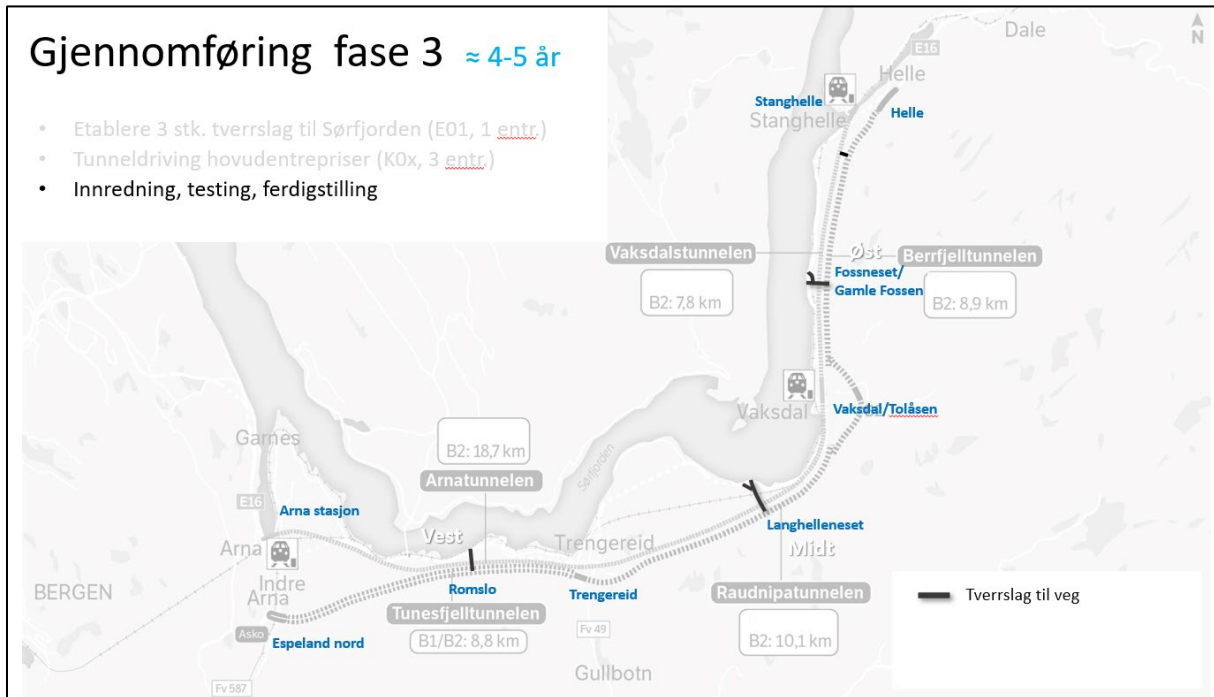 Gjennomføring fase 3 ≈ 4-5 år
• Etablere 3 stk. tverrslag til Sørfjorden (E01, 1 entr.)
• Tunneldriving hovudentrepriser (K0x, 3 entr.)
• Innredning, testing, ferdigstilling
Dale
N
E16
Helle
Stanghelle
Stanghelle
Helle
Vaksdalstunnelen
B2: 7,8 km
Øst
Berrfjelltunnelen
B2: 8,9 km
Fossneset/
Gamle Fossen
Vaksdal
Vaksdal/Tolåsen
Garnes
B2: 18,7 km
Arnatunnelen
Sørfjorden
E16
Arna stasjon
Arna
Vest
Trengereid
Langhelleneset
Midt
BERGEN
Indre
Arna
Romslo
Trengereid
Raudnipatunnelen
B2: 10,1 km
Tunesfjelltunnelen
B1/B2: 8,8 km
Asko
Espeland nord
Fv 49
Gullbotn
Fv 587
Tverrslag til veg